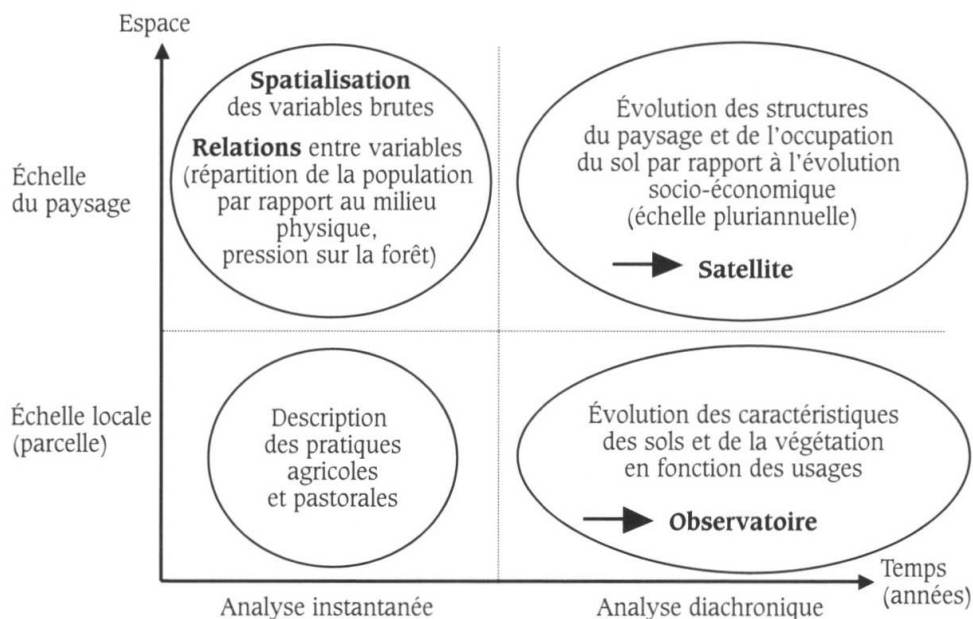 Espace
Spatialisation
des variables brutes
Relations entre variables
(répartition de la population
par rapport au milieu
physique,
pression sur la forêt)
Évolution des structures
du paysage et de l'occupation
du sol par rapport à l'évolution
socio-économique
(échelle pluriannuelle)
Satellite
Échelle
du paysage
Échelle locale
(parcelle)
Description
des pratiques
agricoles
et pastorales
Évolution des caractéristiques
des sols et de la végétation
en fonction des usages
Observatoire
Temps
(années)
Analyse instantanée
Analyse diachronique